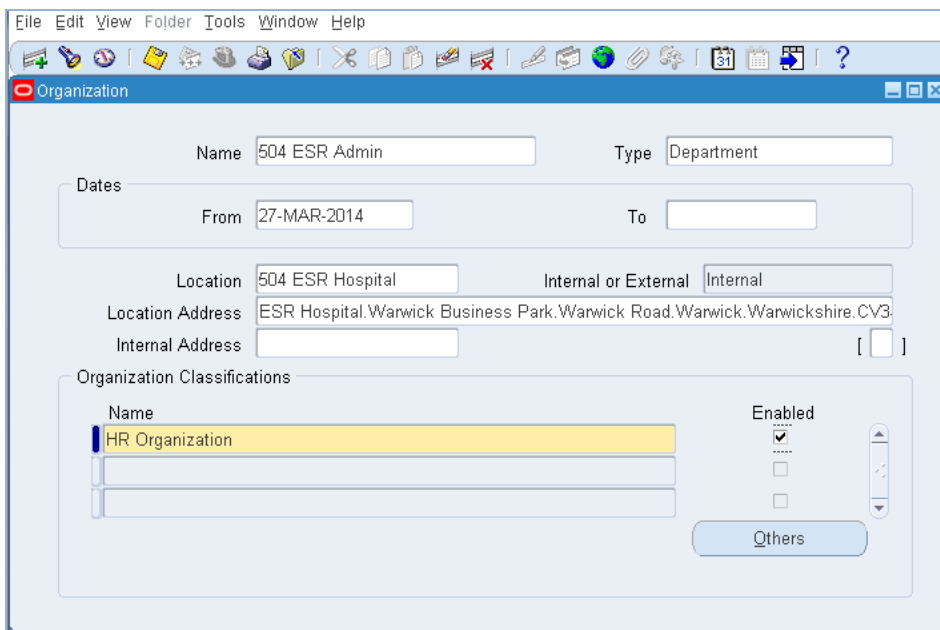 File Edit View Folder Tools Window Help
31
?
Organization
Name 504 ESR Admin Type Department
Dates
From 27-MAR-2014 To
Location 504 ESR Hospital Internal or External Internal
Location Address ESR Hospital.Warwick Business Park.Warwick Road.Warwick.Warwickshire.CV3
Internal Address [ ]
Organization Classifications
Name Enabled
HR Organization
Others